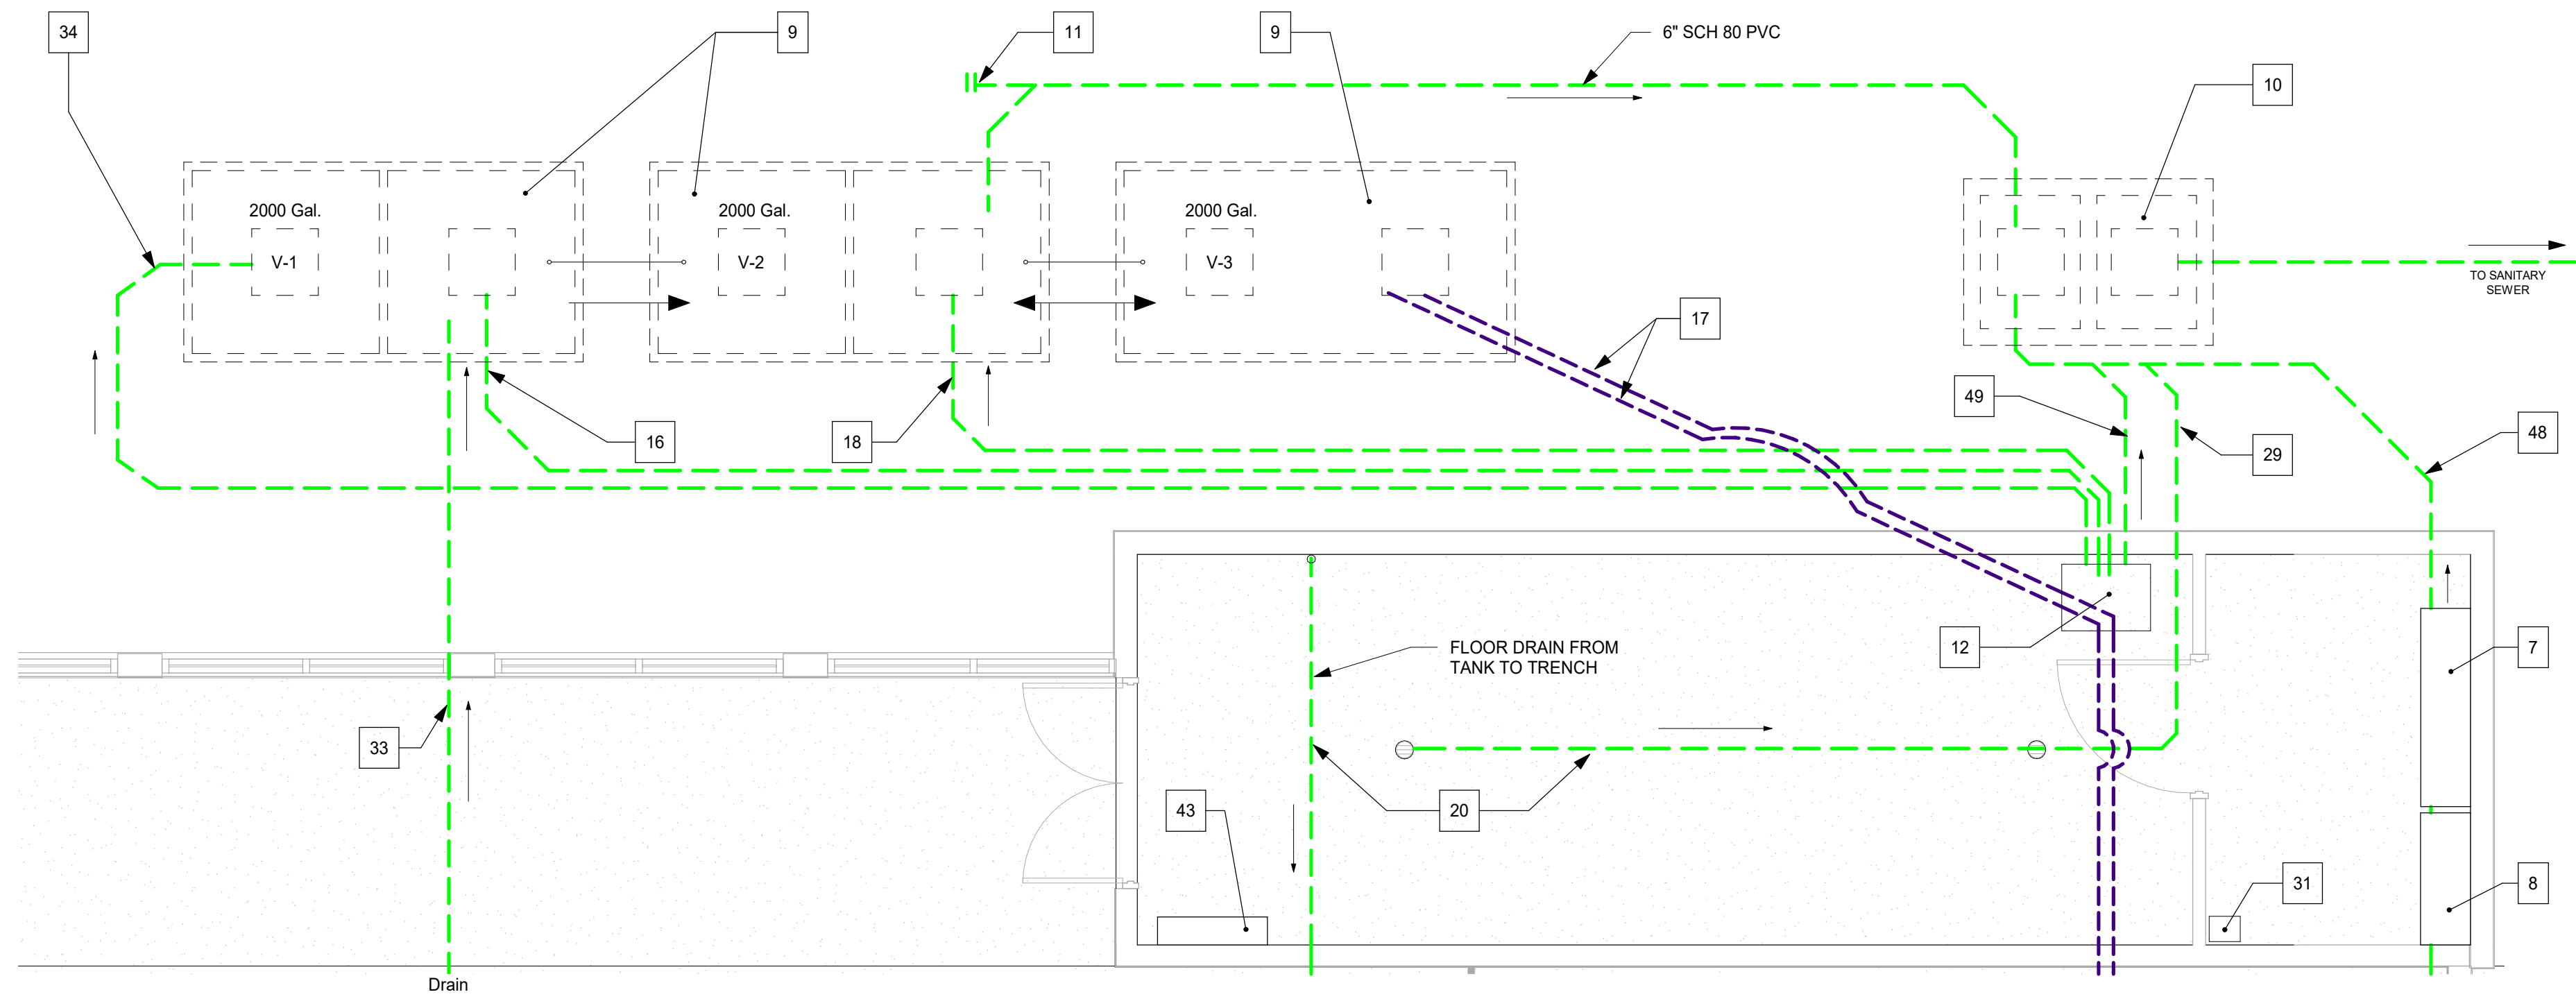 34
9
11
9
6" SCH 80 PVC
10
2000 Gal.
2000 Gal.
2000 Gal.
V-1
V-2
V-3
TO SANITARY
SEWER
17
49
16
18
29
48
12
7
FLOOR DRAIN FROM
TANK TO TRENCH
33
43
20
31
8
Drain